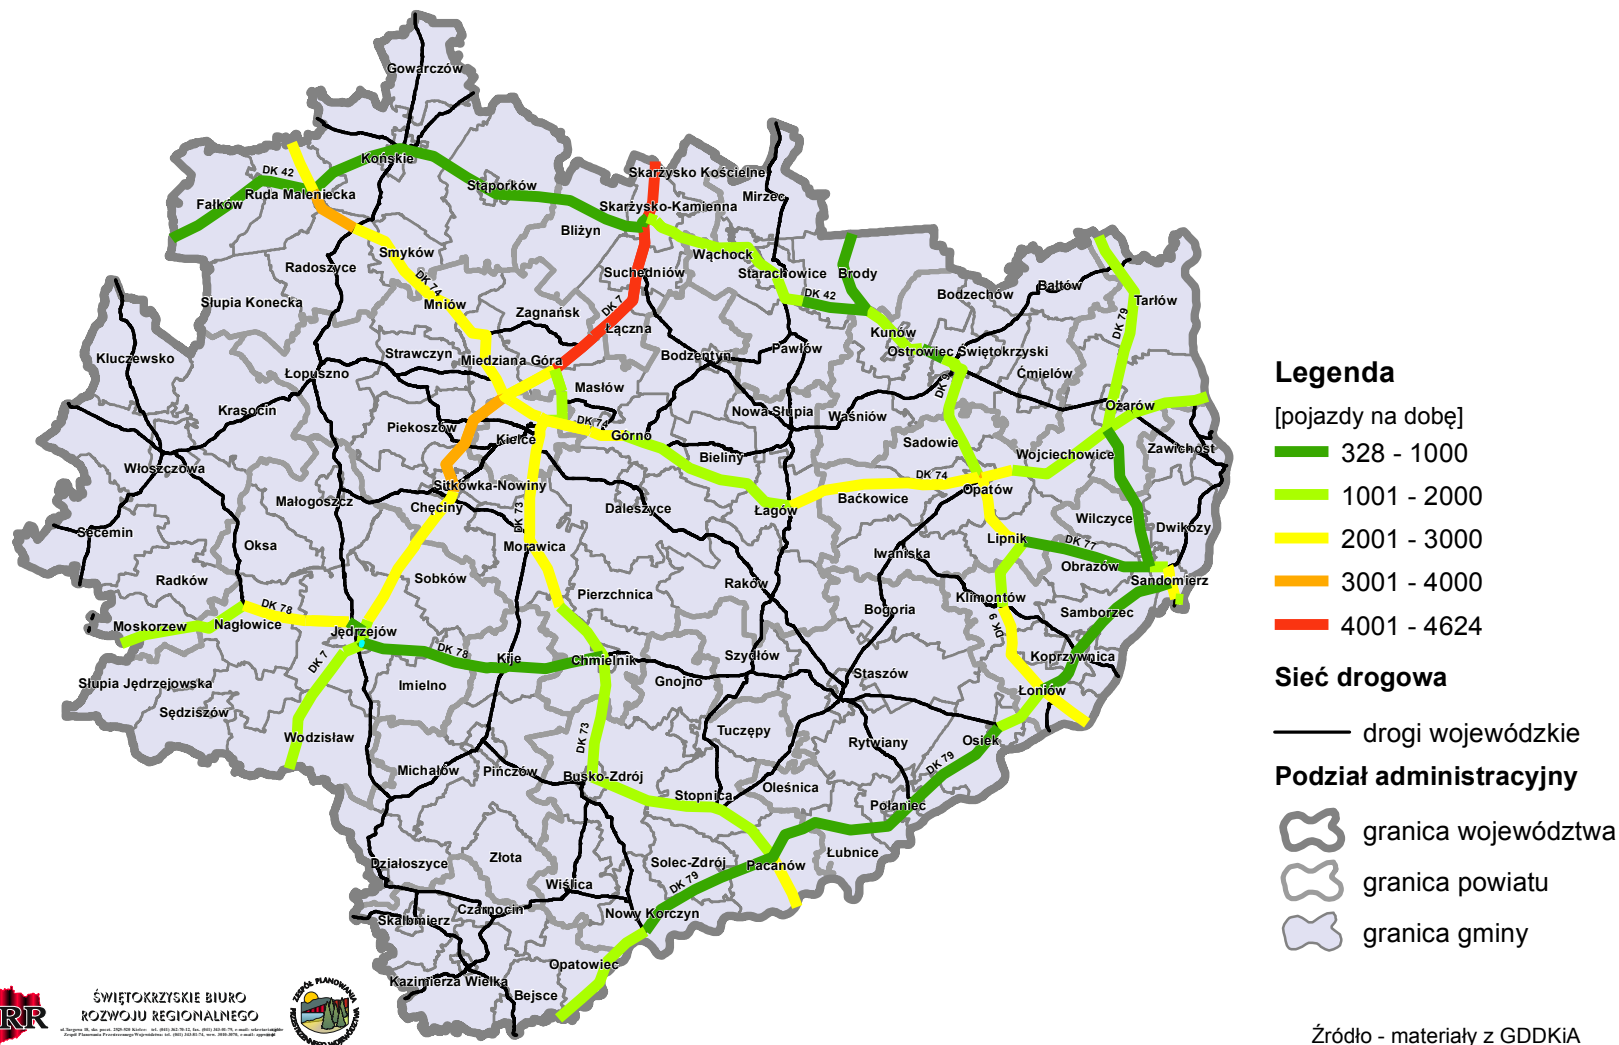 Gowarczów
Końskie
DK 42
Ruda Maleniecka
Fałków
Stąporków
Skarżysko Kościelne
Skarżysko-Kamienna
Mirzec
Bliżyn
Smyków
Radoszyce
Wąchock
Suchedniów
Starachowice
Brody
DK 42
Bodzechów
Bałtów
Tarłów
Słupia Konecka
DK 74
Mniów
Zagnańsk
DK 7
Łączna
Kunów
DK 79
Kluczewsko
Strawczyn
Miedziana Góra
Bodzentyn
Pawłów
Ostrowiec Świętokrzyski
Łopuszno
Masłów
DK 9
Ćmielów
Krasocin
Nowa Słupia
Waśniów
Ożarów
Piekoszów
DK 74
Kielce
Górno
Sadowie
Zawichost
Włoszczowa
Bieliny
Wojciechowice
Sitkówka-Nowiny
DK 74
Opatów
Małogoszcz
Chęciny
DK 73
Daleszyce
Łagów
Baćkowice
Secemin
Oksa
Morawica
Wilczyce
Dwikozy
Lipnik
DK 77
Iwaniska
Obrazów
Radków
Sobków
Raków
Sandomierz
Pierzchnica
Klimontów
DK 78
Bogoria
Samborzec
Moskorzew
Nagłowice
Jędrzejów
DK 9
DK 7
DK 78
Kije
Chmielnik
Szydłów
Koprzywnica
Słupia Jędrzejowska
Imielno
Gnojno
Staszów
Łoniów
Sędziszów
Wodzisław
DK 73
Tuczępy
Rytwiany
Osiek
Michałów
Pińczów
Busko-Zdrój
DK 79
Stopnica
Oleśnica
Połaniec
Działoszyce
Złota
Solec-Zdrój
Pacanów
Łubnice
Wiślica
DK 79
Czarnocin
Skalbmierz
Nowy Korczyn
Opatowiec
Kazimierza Wielka
Bejsce
Legenda
[pojazdy na dobę]
328 - 1000
1001 - 2000
2001 - 3000
3001 - 4000
4001 - 4624
Sieć drogowa
drogi wojewódzkie
Podział administracyjny
granica województwa
granica powiatu
granica gminy
RR
ŚWIĘTOKRZYSKIE BIURO
ROZWOJU REGIONALNEGO
ZESPÓŁ PLANOWANIA
PRZESTRZENNEGO WOJEWÓDZTWA
Źródło - materiały z GDDKiA